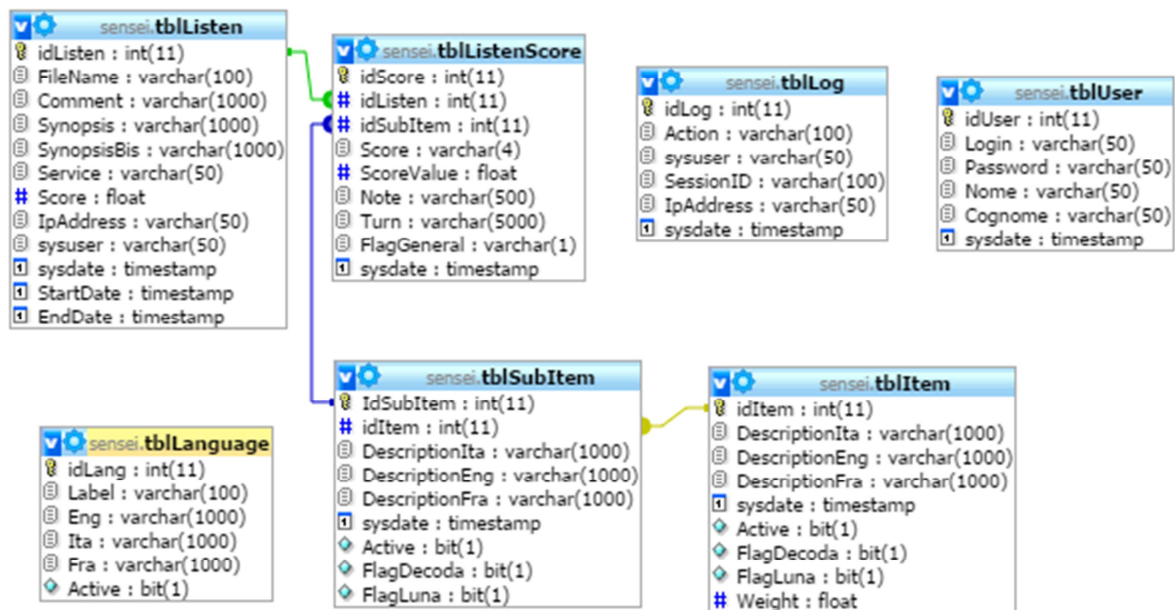 sensei.tblListen
idListen : int(11)
FileName : varchar(100)
Comment : varchar(1000)
Synopsis : varchar(1000)
SynopsisBis : varchar(1000)
Service : varchar(50)
# Score : float
IpAddress : varchar(50)
sysuser : varchar(50)
sysdate : timestamp
StartDate : timestamp
EndDate : timestamp
sensei.tblListenScore
idScore : int(11)
# idListen : int(11)
# idSubItem : int(11)
Score : varchar(4)
# ScoreValue : float
Note : varchar(500)
Turn : varchar(5000)
FlagGeneral : varchar(1)
sysdate : timestamp
sensei.tblLog
idLog : int(11)
Action : varchar(100)
sysuser : varchar(50)
SessionID : varchar(100)
IpAddress : varchar(50)
sysdate : timestamp
sensei.tblUser
idUser : int(11)
Login : varchar(50)
Password : varchar(50)
Nome : varchar(50)
Cognome : varchar(50)
sysdate : timestamp
sensei.tblLanguage
idLang : int(11)
Label : varchar(100)
Eng : varchar(1000)
Ita : varchar(1000)
Fra : varchar(1000)
Active : bit(1)
sensei.tblSubItem
IdSubItem : int(11)
# idItem : int(11)
DescriptionIta : varchar(1000)
DescriptionEng : varchar(1000)
DescriptionFra : varchar(1000)
sysdate : timestamp
Active : bit(1)
FlagDecoda : bit(1)
FlagLuna : bit(1)
sensei.tblItem
idItem : int(11)
DescriptionIta : varchar(1000)
DescriptionEng : varchar(1000)
DescriptionFra : varchar(1000)
sysdate : timestamp
Active : bit(1)
FlagDecoda : bit(1)
FlagLuna : bit(1)
# Weight : float